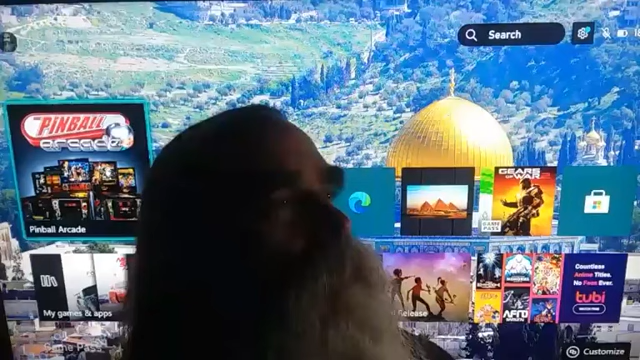 Search
PINBALL
arcade
Pinball Arcade
GEARS
OF WAR
GAME
PASS
My games & apps
Release
Countless
Anime Titles.
No Fees Ever.
tubi
Customize